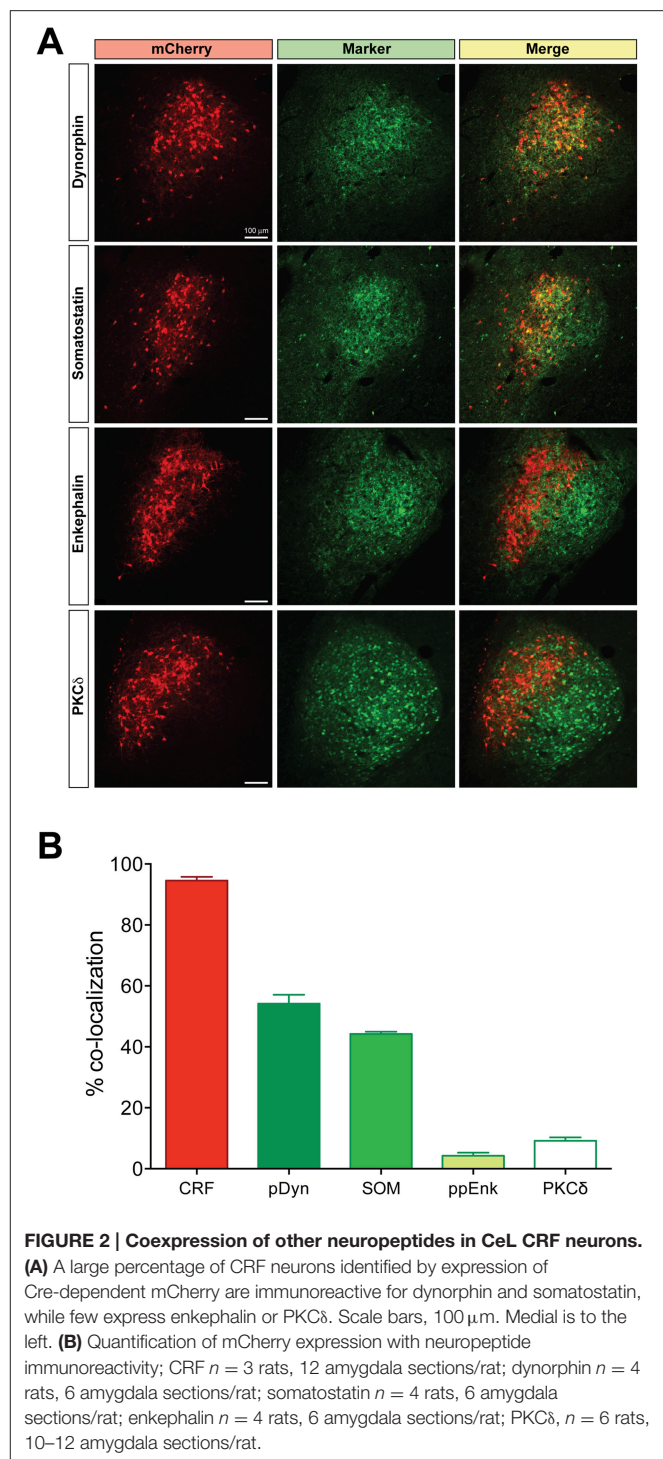 A
mCherry
Marker
Merge
Dynorphin
100 µm
Somatostatin
Enkephalin
PKCδ
B
% co-localization
100
80
60
40
20
0
CRF
pDyn
SOM
ppEnk
PKCδ
FIGURE 2 | Coexpression of other neuropeptides in CeL CRF neurons.
(A) A large percentage of CRF neurons identified by expression of
Cre-dependent mCherry are immunoreactive for dynorphin and somatostatin,
while few express enkephalin or PKCδ. Scale bars, 100 µm. Medial is to the
left. (B) Quantification of mCherry expression with neuropeptide
immunoreactivity; CRF n = 3 rats, 12 amygdala sections/rat; dynorphin n = 4
rats, 6 amygdala sections/rat; somatostatin n = 4 rats, 6 amygdala
sections/rat; enkephalin n = 4 rats, 6 amygdala sections/rat; PKCδ, n = 6 rats,
10–12 amygdala sections/rat.